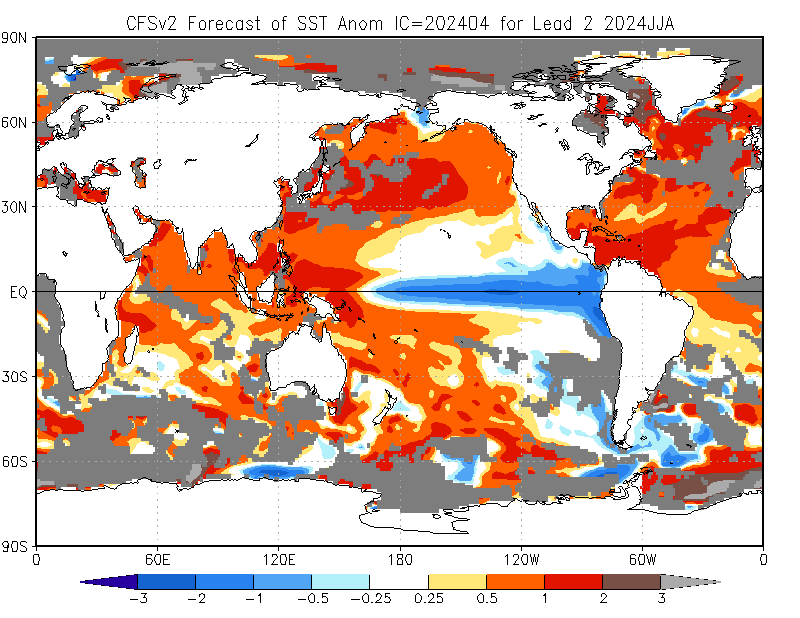 CFSv2 Forecast of SST Anom IC=202404 for Lead 2 2024JJA
90N
60N
30N
EQ
30S
60S
90S
0 60E 120E 180 120W 60W 0
-3 -2 -1 -0.5 -0.25 0.25 0.5 1 2 3